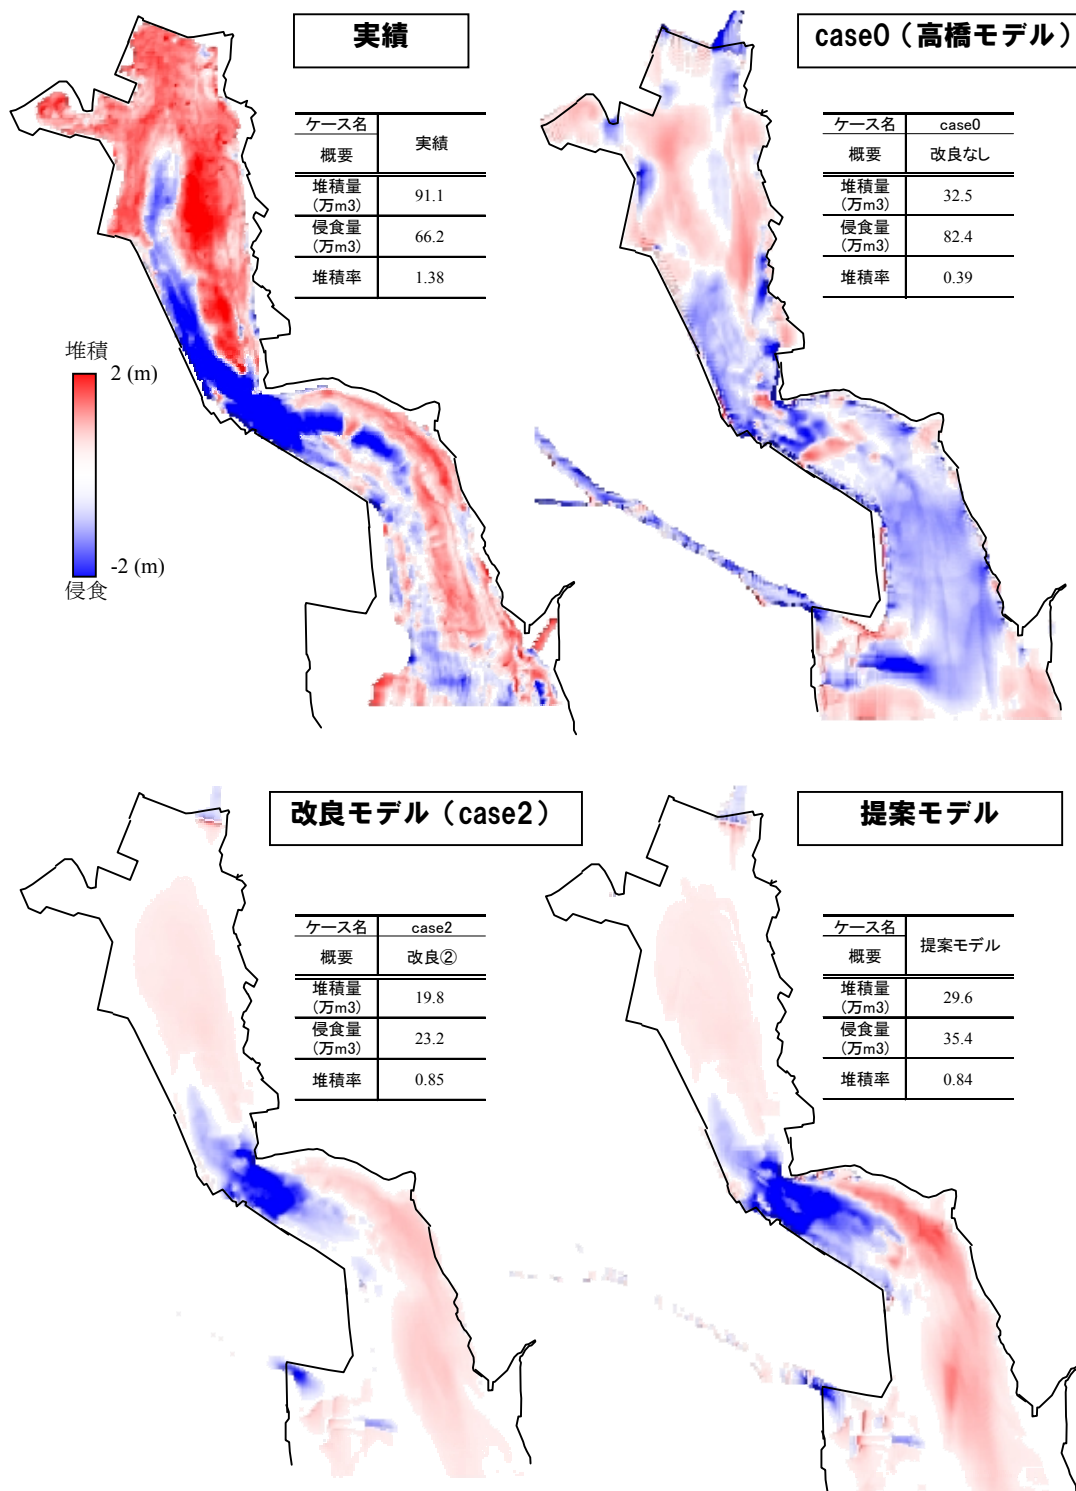 実績
ケース名
実績
概要
堆積量
(万m3)
91.1
侵食量
(万m3)
66.2
堆積率
1.38
堆積
2 (m)
-2 (m)
侵食
case0（高橋モデル）
ケース名
case0
概要
改良なし
堆積量
(万m3)
32.5
侵食量
(万m3)
82.4
堆積率
0.39
改良モデル（case2）
ケース名
case2
概要
改良②
堆積量
(万m3)
19.8
侵食量
(万m3)
23.2
堆積率
0.85
提案モデル
ケース名
提案モデル
概要
堆積量
(万m3)
29.6
侵食量
(万m3)
35.4
堆積率
0.84